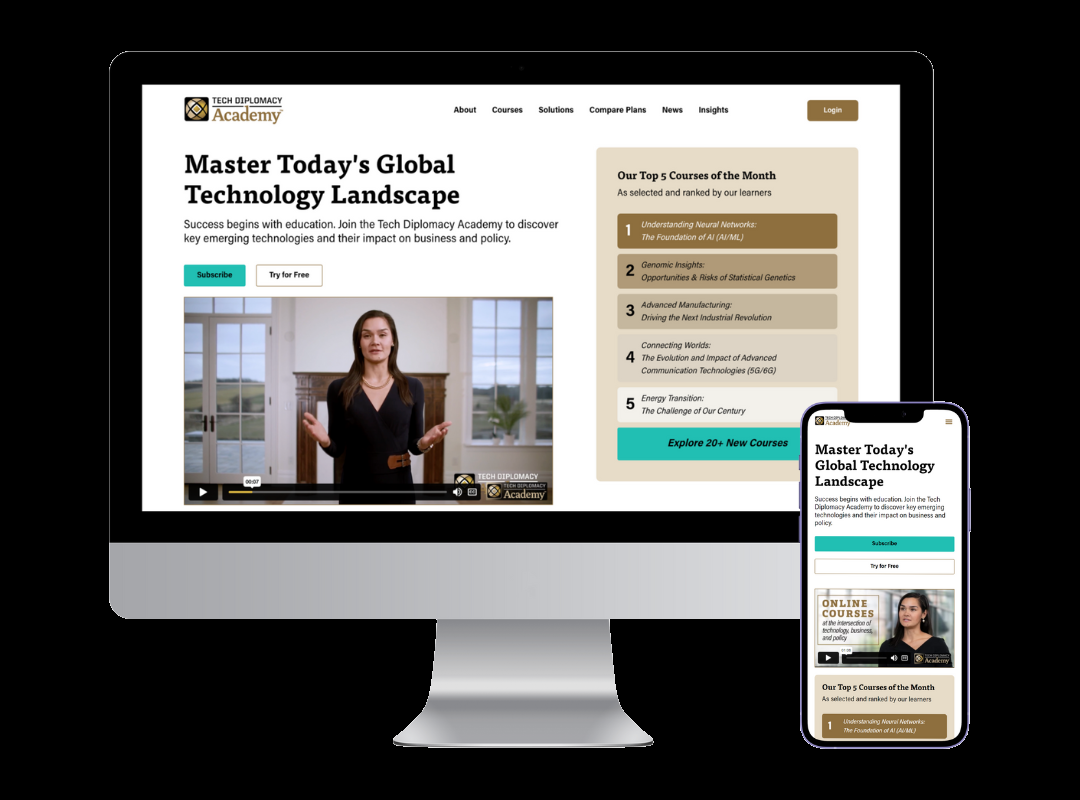 TECH DIPLOMACY
Academy
About Courses Solutions Compare Plans News Insights
Login
Master Today's Global
Technology Landscape
Success begins with education. Join the Tech Diplomacy Academy to discover
key emerging technologies and their impact on business and policy.
Subscribe
Try for Free
00:07
TECH DIPLOMACY
TECH DIPLOMACY
Academy
Our Top 5 Courses of the Month
As selected and ranked by our learners
1
Understanding Neural Networks:
The Foundation of AI (AI/ML)
2
Genomic Insights:
Opportunities & Risks of Statistical Genetics
3
Advanced Manufacturing:
Driving the Next Industrial Revolution
4
Connecting Worlds:
The Evolution and Impact of Advanced
Communication Technologies (5G/6G)
5
Energy Transition:
The Challenge of Our Century
Explore 20+ New Courses
Academy
Master Today's
Global Technology
Landscape
Success begins with education. Join the Tech
Diplomacy Academy to discover key emerging
technologies and their impact on business and
policy.
Subscribe
Try for Free
ONLINE
COURSES
at the intersection of
technology, business,
and policy
Academy
Our Top 5 Courses of the Month
As selected and ranked by our learners
1
Understanding Neural Networks:
The Foundation of AI (AI/ML)